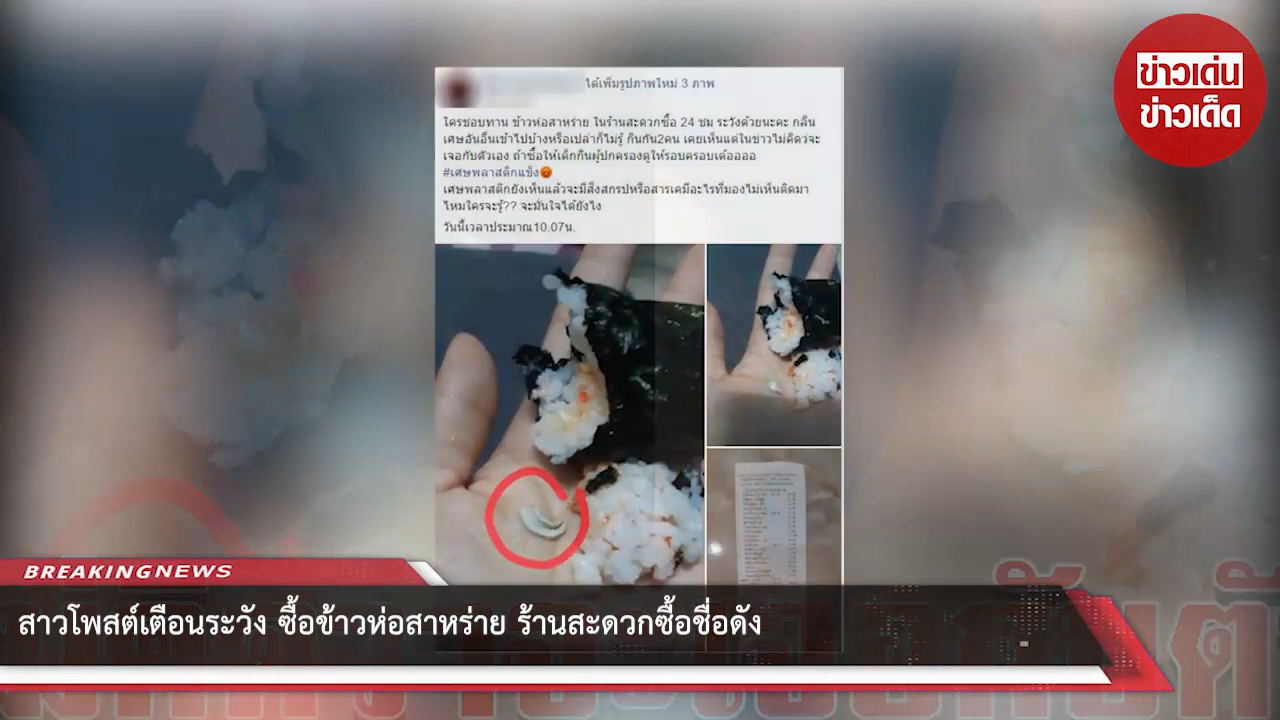 ข่าวเด่น
ข่าวเด็ด
ได้เพิ่มรูปภาพใหม่ 3 ภาพ
ใครชอบทาน ข้าวห่อสาหร่าย ในร้านสะดวกซื้อ 24 ชม ระวังด้วยนะคะ กลืน
เศษอันอื่นเข้าไปบ้างหรือเปล่าก็ไม่รู้ กินกัน2คน เคยเห็นแต่ในข่าวไม่คิดว่จะ
เจอกับตัวเอง ถ้าซื้อให้เด็กกินผู้ปกครองดูให้รอบครอบเด้ออออ
#เศษพลาสติกแข็ง😡
เศษพลาสติกยังเห็นแล้วจะมีสิ่งสกรปหรือสารเคมีอะไรที่มองไม่เห็นติดมา
ไหมใครจะรู้?? จะมั่นใจได้ยังไง
วันนี้เวลาประมาณ10.07น.
BREAKINGNEWS
สาวโพสต์เตือนระวัง ซื้อข้าวห่อสาหร่าย ร้านสะดวกซื้อชื่อดัง